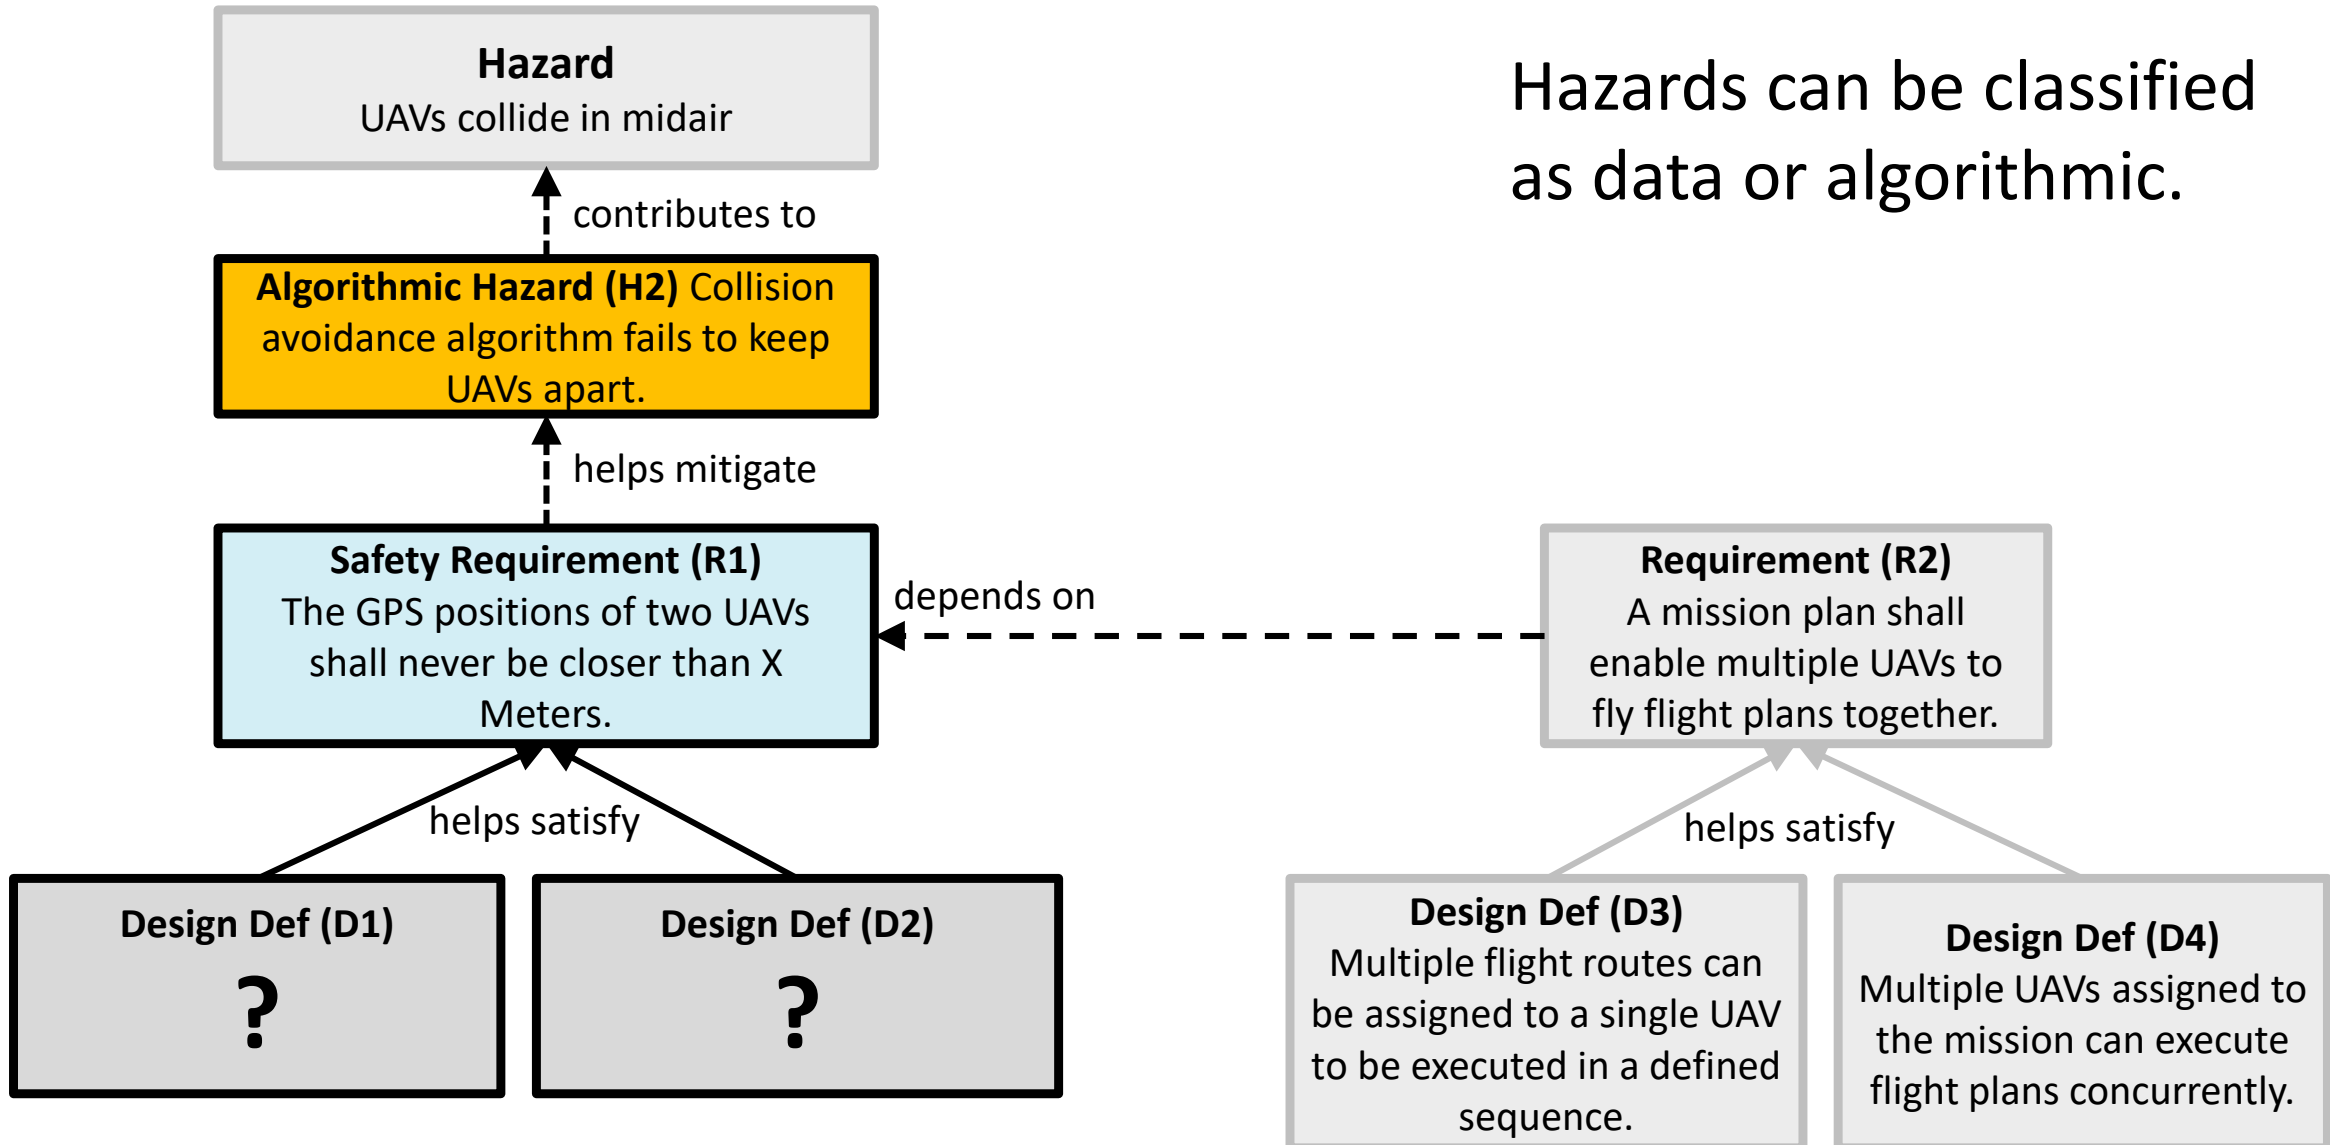 Hazard
UAVs collide in midair
Hazards can be classified
as data or algorithmic.
contributes to
Algorithmic Hazard (H2) Collision
avoidance algorithm fails to keep
UAVs apart.
helps mitigate
Safety Requirement (R1)
The GPS positions of two UAVs
shall never be closer than X
Meters.
depends on
Requirement (R2)
A mission plan shall
enable multiple UAVs to
fly flight plans together.
helps satisfy
helps satisfy
Design Def (D1)
?
Design Def (D2)
?
Design Def (D3)
Multiple flight routes can
be assigned to a single UAV
to be executed in a defined
sequence.
Design Def (D4)
Multiple UAVs assigned to
the mission can execute
flight plans concurrently.